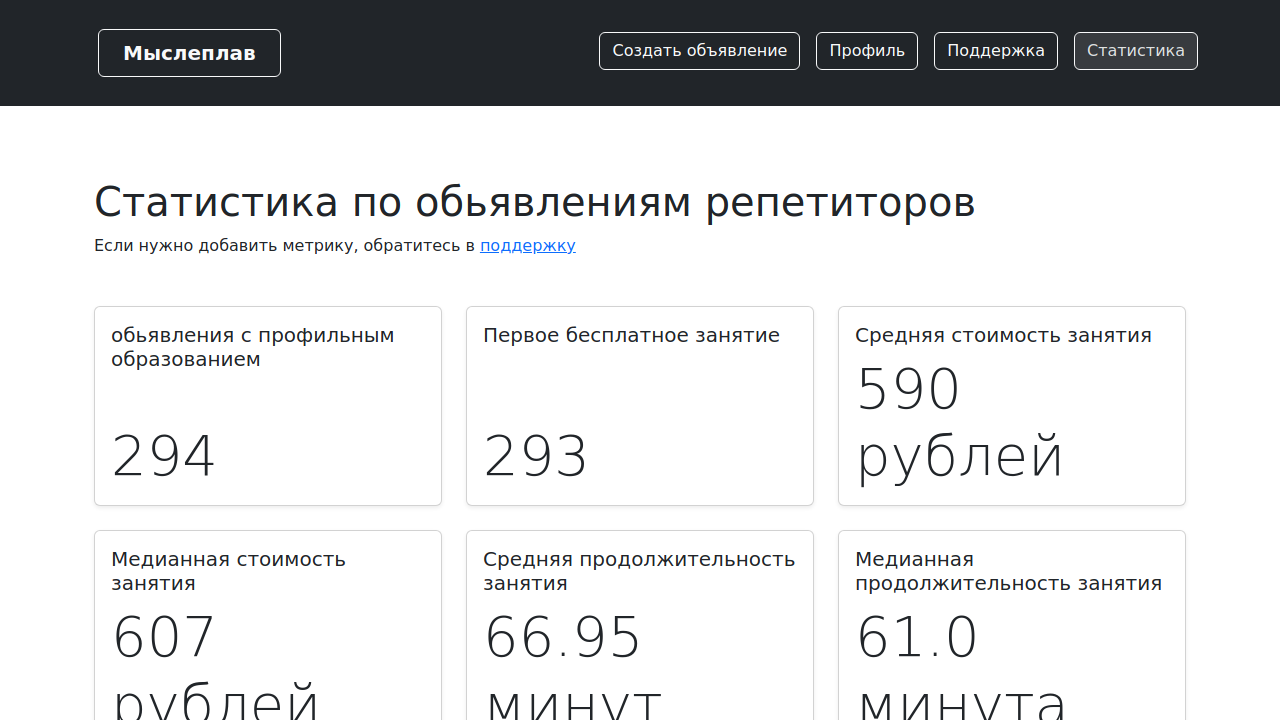 Мыслеплав
Создать объявление
Профиль
Поддержка
Статистика
Статистика по обьявлениям репетиторов
Если нужно добавить метрику, обратитесь в поддержку
обьявления с профильным
образованием
294
Первое бесплатное занятие
293
Средняя стоимость занятия
590
рублей
Медианная стоимость
занятия
607
рублей
Средняя продолжительность
занятия
66.95
минут
Медианная
продолжительность занятия
61.0
минута